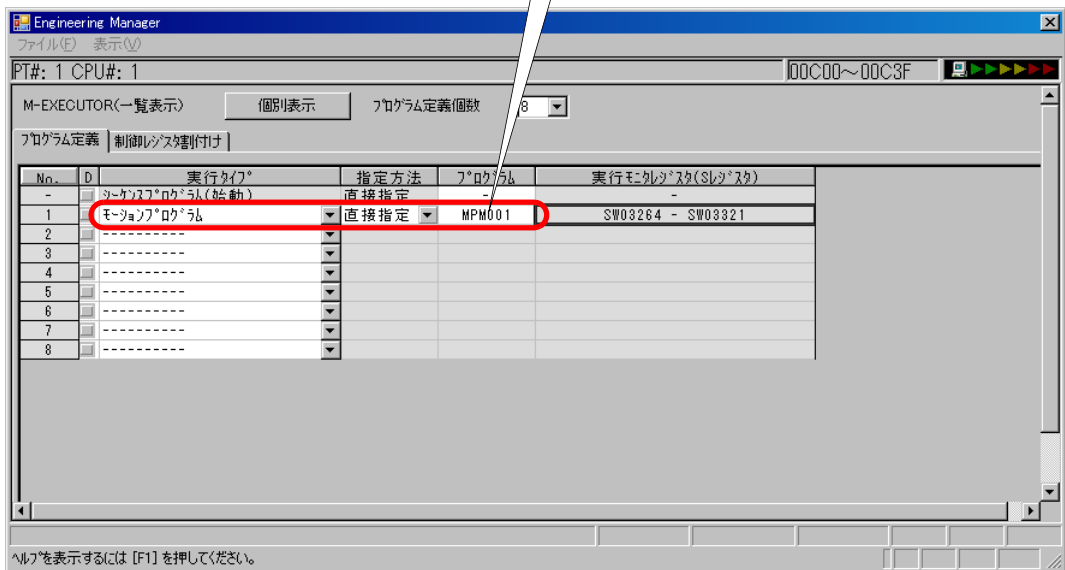 Engineering Manager
ファイル(F) 表示(V)
PT#: 1 CPU#: 1 00C00～00C3F
M-EXECUTOR(一覧表示) 個別表示 ﾌﾟﾛｸﾞﾗﾑ定義個数 8
ﾌﾟﾛｸﾞﾗﾑ定義 制御ﾚｼﾞｽﾀ割付け
No. D 実行ﾀｲﾌﾟ 指定方法 ﾌﾟﾛｸﾞﾗﾑ 実行ﾓﾆﾀﾚｼﾞｽﾀ(Sﾚｼﾞｽﾀ)
- ｼｰｹﾝｽﾌﾟﾛｸﾞﾗﾑ(始動) 直接指定 - -
1 ﾓｰｼｮﾝﾌﾟﾛｸﾞﾗﾑ 直接指定 MPM001 SW03264 - SW03321
2 ----------
3 ----------
4 ----------
5 ----------
6 ----------
7 ----------
8 ----------
ﾍﾙﾌﾟを表示するには [F1] を押してください。